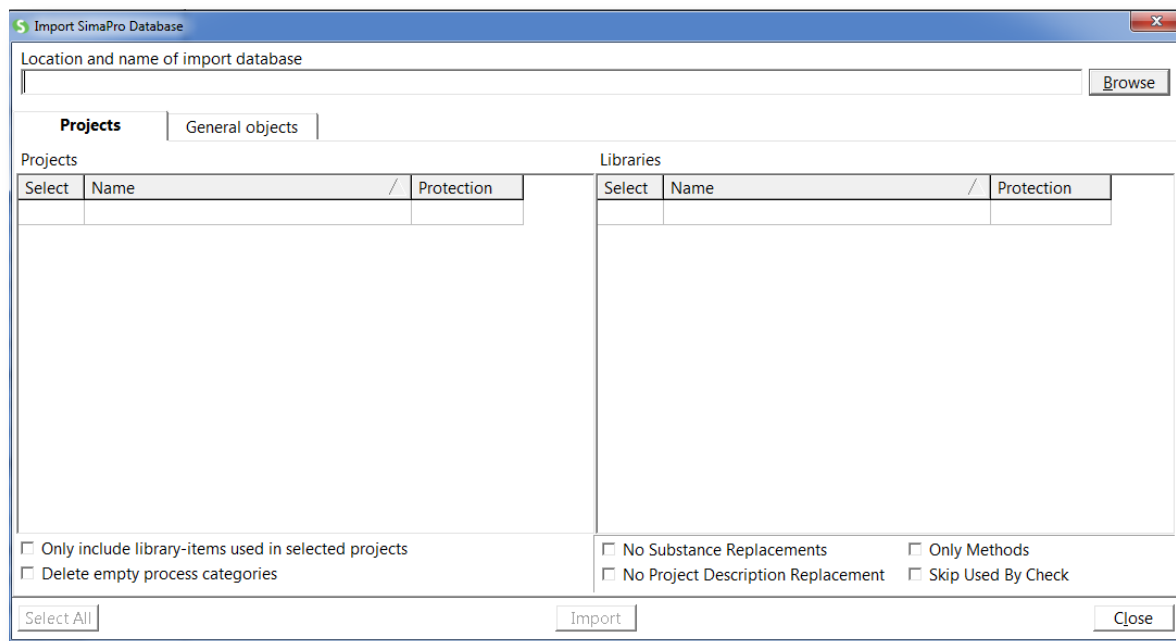 Import SimaPro Database
Location and name of import database
Browse
Projects General objects
Projects Libraries
Select Name Protection Select Name Protection
Only include library-items used in selected projects No Substance Replacements Only Methods
Delete empty process categories No Project Description Replacement Skip Used By Check
Select All Import Close